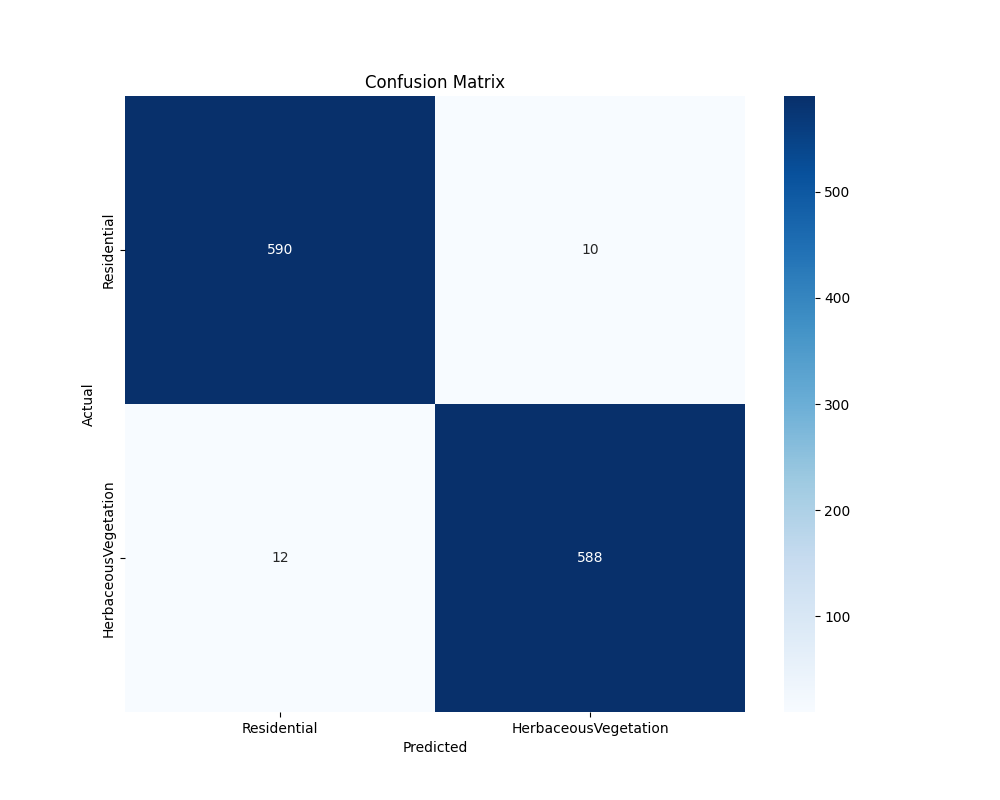 Confusion Matrix
Actual
Residential
HerbaceousVegetation
590
10
12
588
Residential
HerbaceousVegetation
Predicted
500
400
300
200
100